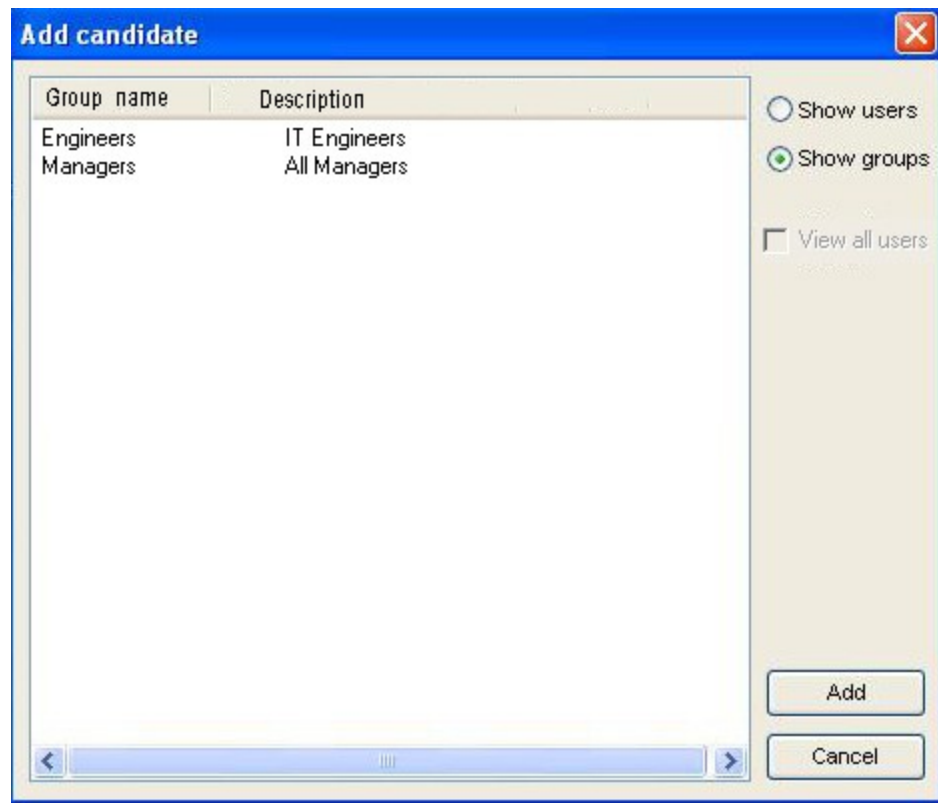 Add candidate
Group name Description
Engineers IT Engineers
Managers All Managers
Show users
Show groups
View all users
Add
Cancel